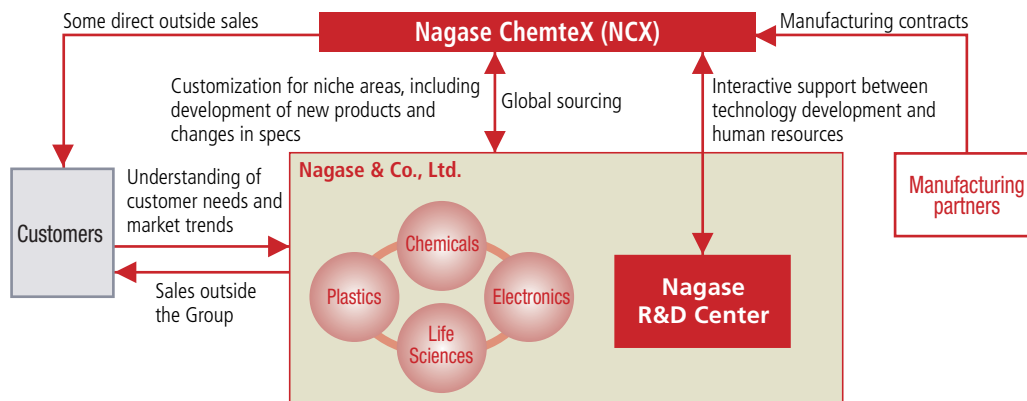 Some direct outside sales
Nagase ChemteX (NCX)
Manufacturing contracts
Customization for niche areas, including
development of new products and
changes in specs
Global sourcing
Interactive support between
technology development and
human resources
Nagase & Co., Ltd.
Manufacturing
partners
Understanding of
customer needs and
market trends
Customers
Sales outside
the Group
Chemicals
Plastics
Electronics
Life
Sciences
Nagase
R&D Center